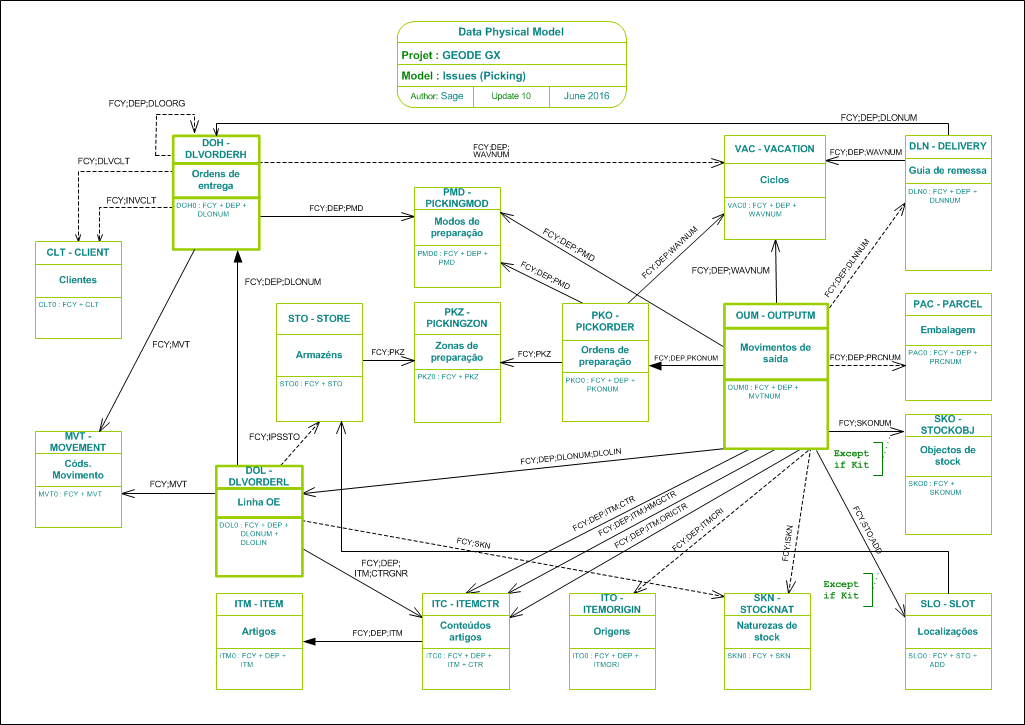 Data Physical Model
Projet : GEODE GX
Model : Issues (Picking)
Author: Sage
Update 10
June 2016
FCY;DEP;DLOORG
FCY;DEP;DLONUM
DOH -
DLVORDERH
Ordens de
entrega
DOH0 : FCY + DEP +
DLONUM
FCY;DEP;
WAVNUM
VAC - VACATION
Ciclos
VAC0 : FCY + DEP +
WAVNUM
FCY;DEP;WAVNUM
DLN - DELIVERY
Guia de remessa
DLN0 : FCY + DEP +
DLNNUM
FCY;DLVCLT
FCY;INVCLT
FCY;DEP;PMD
PMD -
PICKINGMOD
Modos de
preparação
PMD0 : FCY + DEP +
PMD
FCY;DEP;PMD
FCY;DEP;PMD
FCY;DEP;WAVNUM
FCY;DEP;WAVNUM
FCY;DEP;DLNNUM
CLT - CLIENT
Clientes
CLT0 : FCY + CLT
FCY;DEP;DLONUM
STO - STORE
Armazéns
STO0 : FCY + STO
FCY;PKZ
PKZ -
PICKINGZON
Zonas de
preparação
PKZ0 : FCY + PKZ
FCY;PKZ
PKO -
PICKORDER
Ordens de
preparação
PKO0 : FCY + DEP +
PKONUM
FCY;DEP,PKONUM
OUM - OUTPUTM
Movimentos de
saída
OUM0 : FCY + DEP +
MVTNUM
FCY;DEP;PRCNUM
PAC - PARCEL
Embalagem
PAC0 : FCY + DEP +
PRCNUM
FCY;MVT
FCY;IPSSTO
FCY;SKONUM
Except
if Kit
SKO -
STOCKOBJ
Objectos de
stock
SKO0 : FCY +
SKONUM
MVT -
MOVEMENT
Códs.
Movimento
MVT0 : FCY + MVT
FCY;MVT
DOL -
DLVORDERL
Linha OE
DOL0 : FCY + DEP +
DLONUM +
DLOLIN
FCY;DEP;DLONUM;DLOLIN
FCY;DEP;ITM;CTR
FCY;DEP;ITM;HMGCTR
FCY;DEP;ITM;ORICTR
FCY;DEP;ITMCRI
FCY;ISKN
FCY;STO;ADD
FCY;SKN
FCY;DEP;
ITM;CTRGNR
Except
if Kit
ITM - ITEM
Artigos
ITM0 : FCY + DEP +
ITM
FCY;DEP;ITM
ITC - ITEMCTR
Conteúdos
artigos
ITC0 : FCY + DEP +
ITM + CTR
ITO -
ITEMORIGIN
Origens
ITO0 : FCY + DEP +
ITMORI
SKN -
STOCKNAT
Naturezas de
stock
SKN0 : FCY + SKN
SLO - SLOT
Localizações
SLO0 : FCY + STO +
ADD